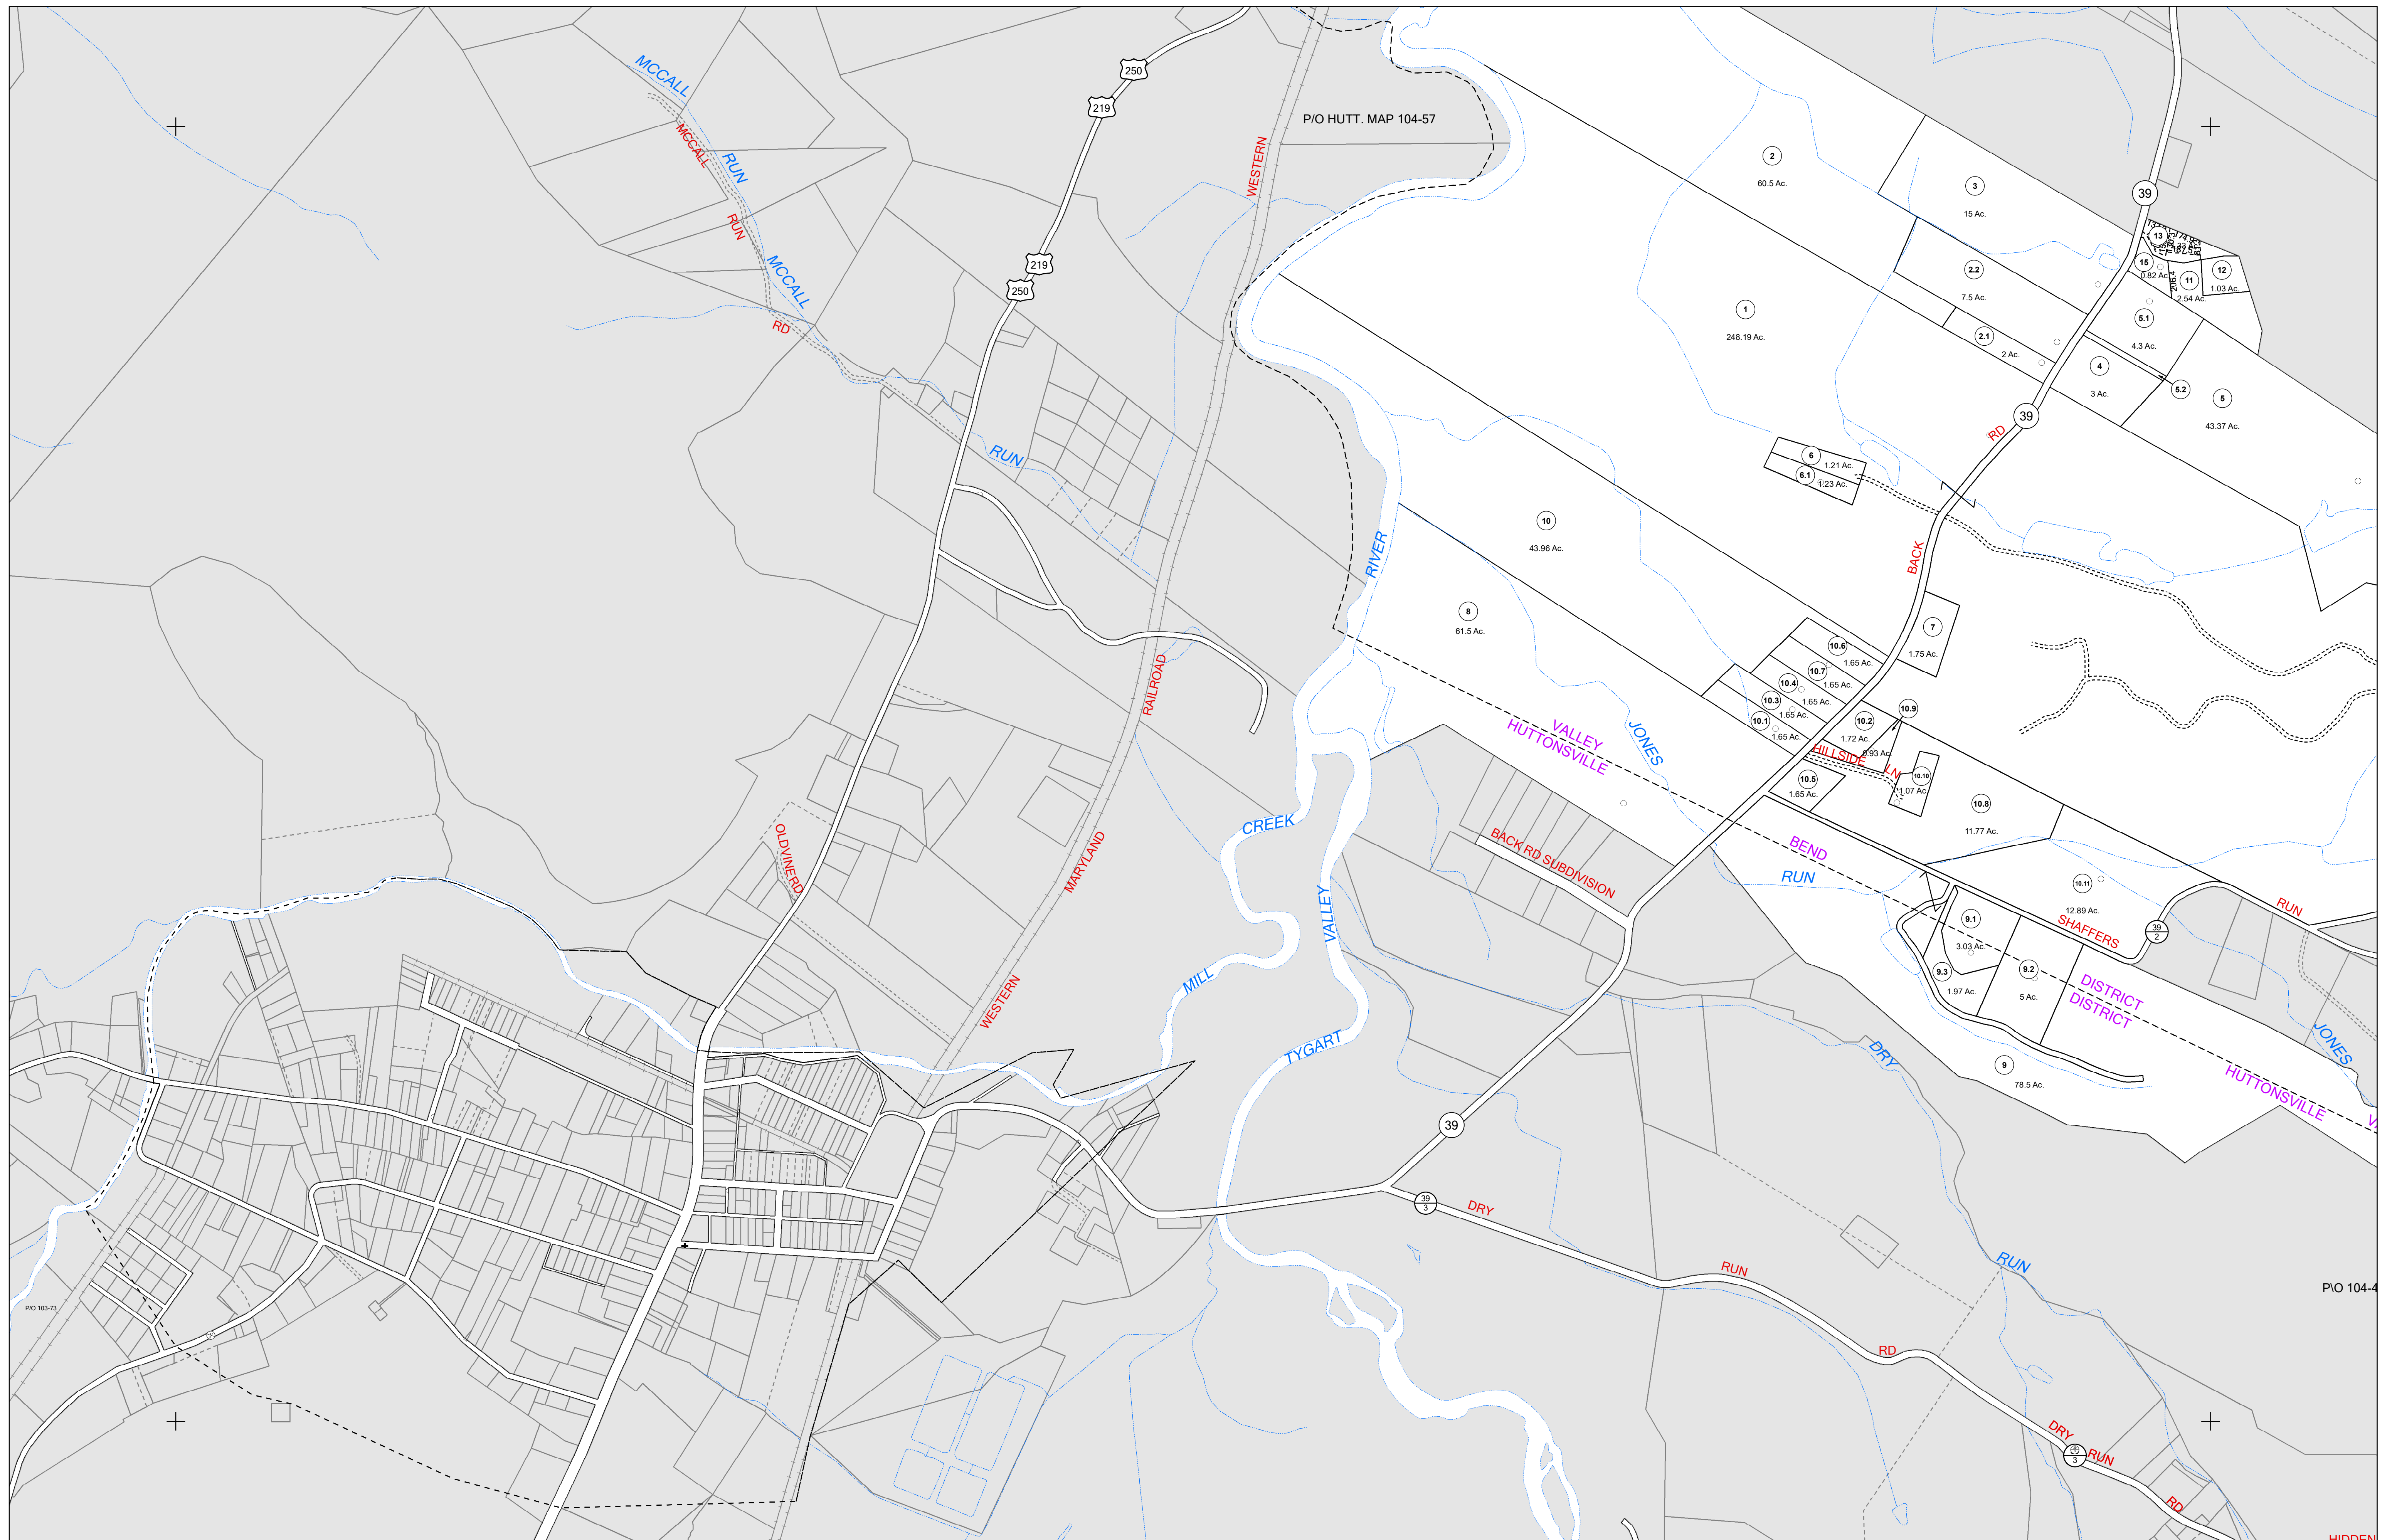 MCCALL
RUN
MCCALL
RUN
MCCALL
RUN
RD
250
219
219
250
WESTERN
P/O HUTT. MAP 104-57
2
60.5 Ac.
3
15 Ac.
39
13
15
0.82 Ac.
206.4
11
2.54 Ac.
12
1.03 Ac.
2.2
7.5 Ac.
1
248.19 Ac.
2.1
2 Ac.
5.1
4.3 Ac.
4
3 Ac.
5.2
5
43.37 Ac.
39
RD
6
1.21 Ac.
6.1
1.23 Ac.
10
43.96 Ac.
RIVER
BACK
8
61.5 Ac.
7
1.75 Ac.
10.6
1.65 Ac.
10.7
1.65 Ac.
10.4
1.65 Ac.
10.3
1.65 Ac.
10.1
1.65 Ac.
RAILROAD
10.2
1.72 Ac.
10.9
0.93 Ac.
HILLSIDE LN
10.10
1.07 Ac.
10.5
1.65 Ac.
10.8
11.77 Ac.
VALLEY
HUTTONSVILLE
JONES
BEND
RUN
CREEK
OLDVINERD
MARYLAND
BACK RD SUBDIVISION
VALLEY
10.11
12.89 Ac.
9.1
3.03 Ac.
SHAFFERS
39
2
RUN
9.3
1.97 Ac.
9.2
5 Ac.
DISTRICT
DISTRICT
MILL
WESTERN
TYGART
DRY
JONES
9
78.5 Ac.
HUTTONSVILLE
39
39
3
DRY
RUN
RUN
P\O 104-4
P/O 103-73
RD
DRY
3
RUN
RD
HIDDEN